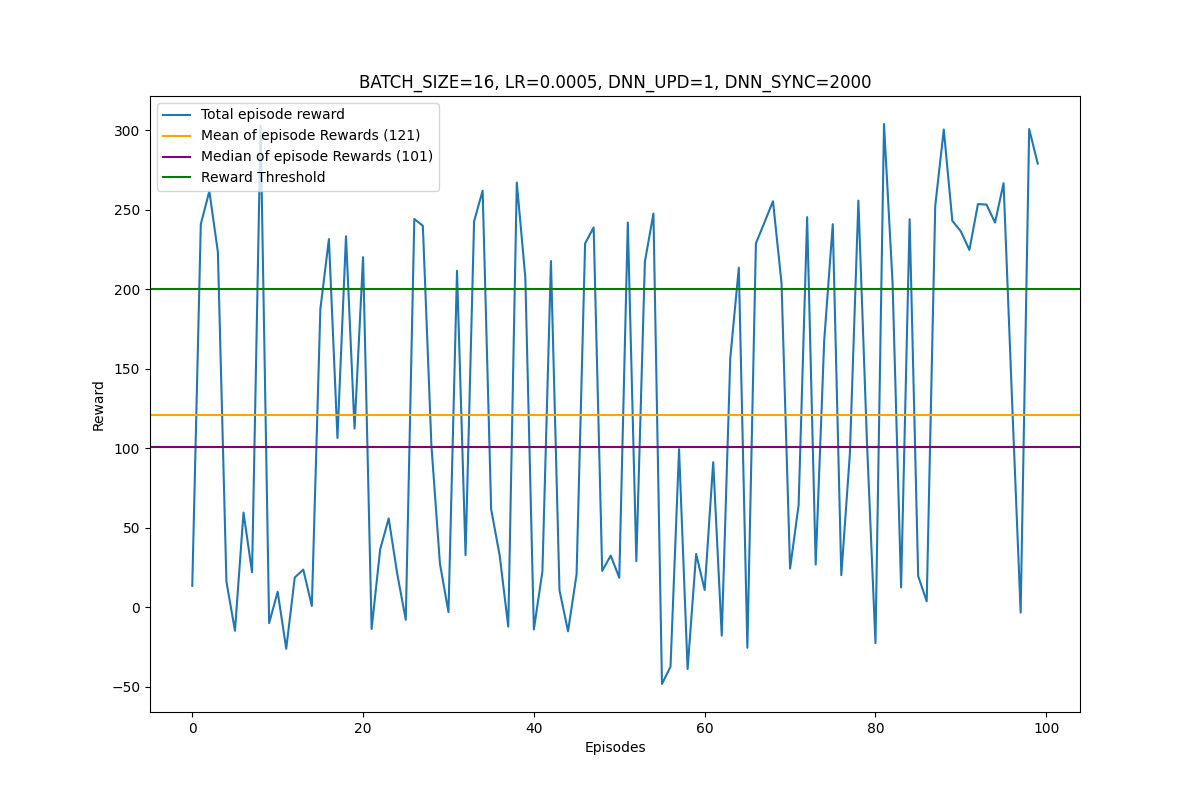 BATCH_SIZE=16, LR=0.0005, DNN_UPD=1, DNN_SYNC=2000
Total episode reward
Mean of episode Rewards (121)
Median of episode Rewards (101)
Reward Threshold
300
250
200
150
100
50
0
−50
Reward
0 20 40 60 80 100
Episodes